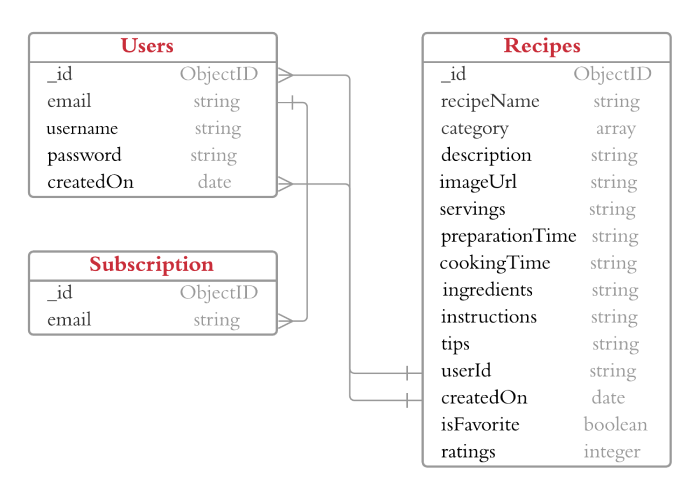 Users
_id ObjectID
email string
username string
password string
createdOn date
Subscription
_id ObjectID
email string
Recipes
_id ObjectID
recipeName string
category array
description string
imageUrl string
servings string
preparationTime string
cookingTime string
ingredients string
instructions string
tips string
userId string
createdOn date
isFavorite boolean
ratings integer